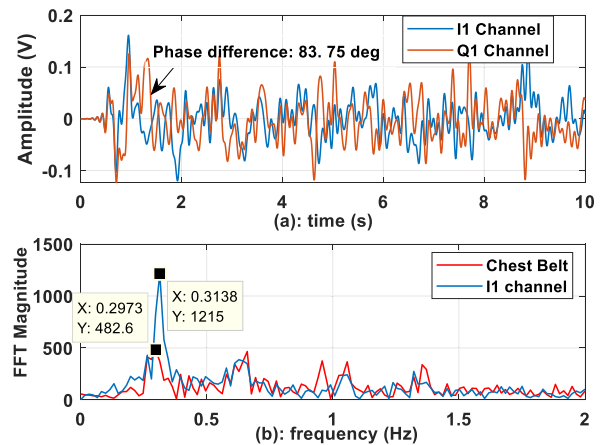 0.2
I1 Channel
Q1 Channel
Phase difference: 83. 75 deg
0.1
0
-0.1
Amplitude (V)
0 2 4 6 8 10
(a): time (s)
1500
Chest Belt
I1 channel
1000
X: 0.2973
Y: 482.6
X: 0.3138
Y: 1215
500
0
FFT Magnitude
0 0.5 1 1.5 2
(b): frequency (Hz)